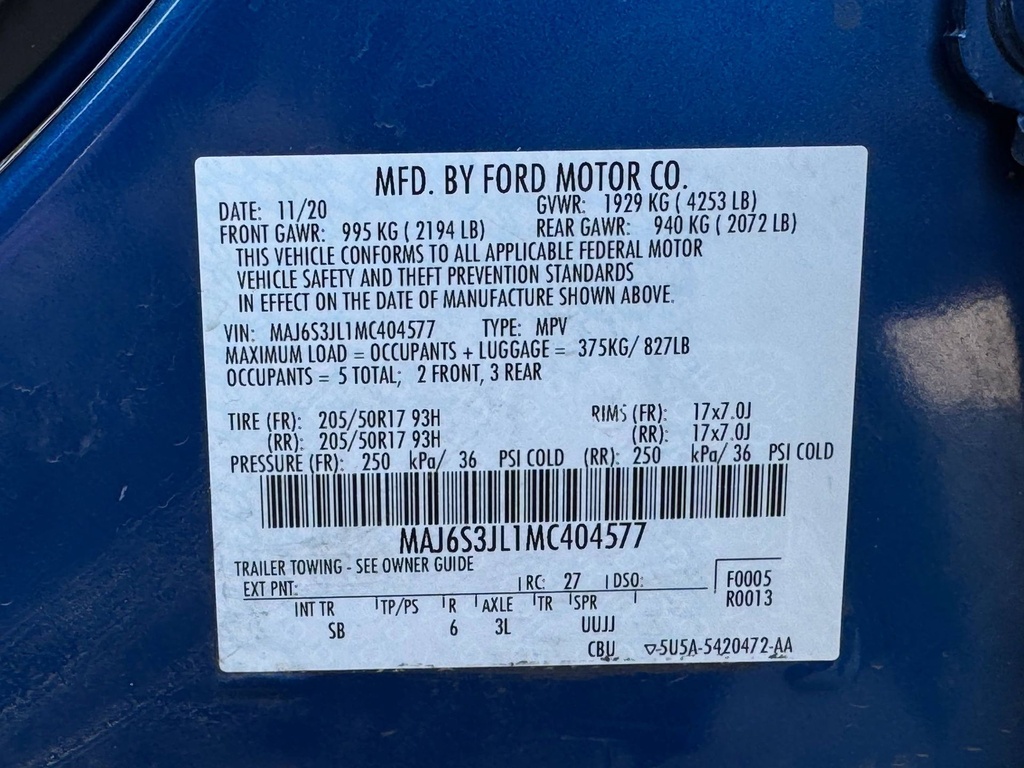 MFD. BY FORD MOTOR CO.
DATE: 11/20 GVWR: 1929 KG ( 4253 LB)
FRONT GAWR: 995 KG ( 2194 LB) REAR GAWR: 940 KG ( 2072 LB)
THIS VEHICLE CONFORMS TO ALL APPLICABLE FEDERAL MOTOR
VEHICLE SAFETY AND THEFT PREVENTION STANDARDS
IN EFFECT ON THE DATE OF MANUFACTURE SHOWN ABOVE.
VIN: MAJ6S3JL1MC404577 TYPE: MPV
MAXIMUM LOAD = OCCUPANTS + LUGGAGE = 375KG/ 827LB
OCCUPANTS = 5 TOTAL; 2 FRONT, 3 REAR
TIRE (FR): 205/50R17 93H RIMS (FR): 17x7.0J
(RR): 205/50R17 93H (RR): 17x7.0J
PRESSURE (FR): 250 kPa/ 36 PSI COLD (RR): 250 kPa/ 36 PSI COLD
MAJ6S3JL1MC404577
TRAILER TOWING - SEE OWNER GUIDE
EXT PNT: RC: 27 DSO: F0005
R0013
INT TR TP/PS R AXLE TR SPR
SB 6 3L UUJJ
CBU 5U5A-5420472-AA